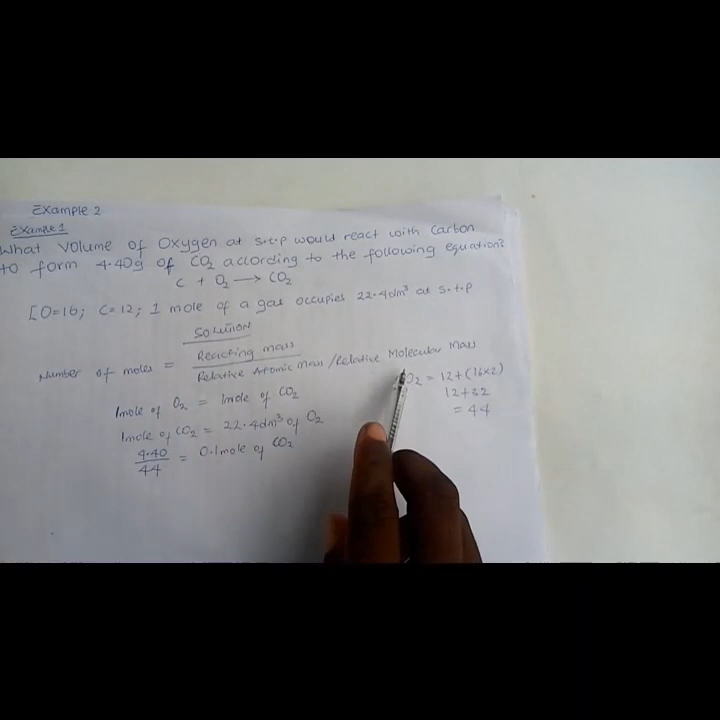 Example 2
Example 1
What Volume of Oxygen at s.t.p would react with Carbon
to form 4.40g of CO₂ according to the following equation?
C + O₂ → CO₂
[O=16; C=12; 1 mole of a gas occupies 22.4dm³ at s.t.p
SOLUTION
Number of moles = Reacting mass
Relative Atomic Mass / Relative Molecular Mass
O₂ = 12+(16x2)
12+32
= 44
1mole of O₂ = 1mole of CO₂
1mole of CO₂ = 22.4dm³ of O₂
4.40
44
= 0.1mole of CO₂